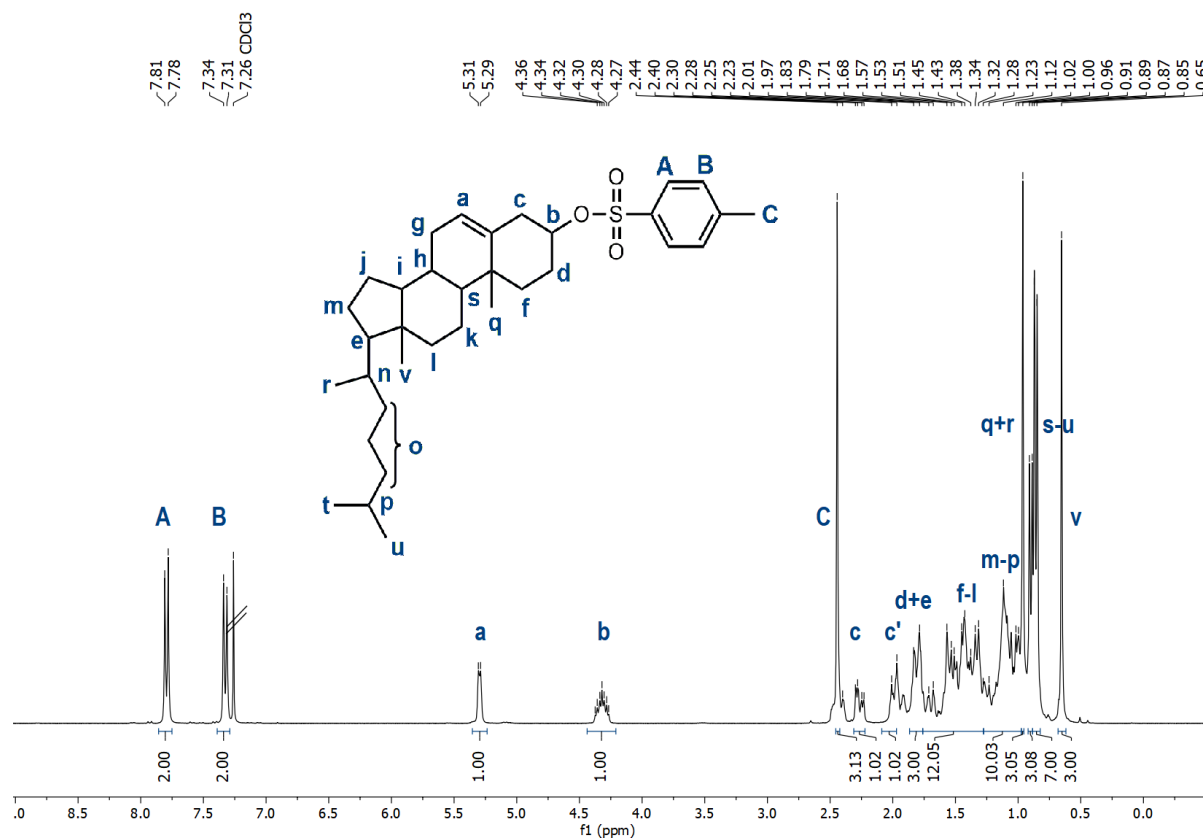 7.81 7.78 7.34 7.31 7.26 CDCl3 5.31 5.29 4.36 4.34 4.32 4.30 4.28 4.27 2.44 2.40 2.30 2.28 2.25 2.23 2.01 1.97 1.83 1.79 1.71 1.68 1.57 1.53 1.51 1.45 1.43 1.38 1.34 1.32 1.28 1.23 1.12 1.02 1.00 0.96 0.91 0.89 0.87 0.85 0.65
A B
O
a c b O S C
O
g
j i h d
m s f
q
e k
l
r n v
o
q+r s-u
t p
A B C v
u
m-p
d+e f-l
a b c c'
2.00 2.00 1.00 1.00 3.13 1.02 1.02 3.00 12.05 10.03 3.05 3.08 7.00 3.00
9.0 8.5 8.0 7.5 7.0 6.5 6.0 5.5 5.0 4.5 4.0 3.5 3.0 2.5 2.0 1.5 1.0 0.5 0.0
f1 (ppm)